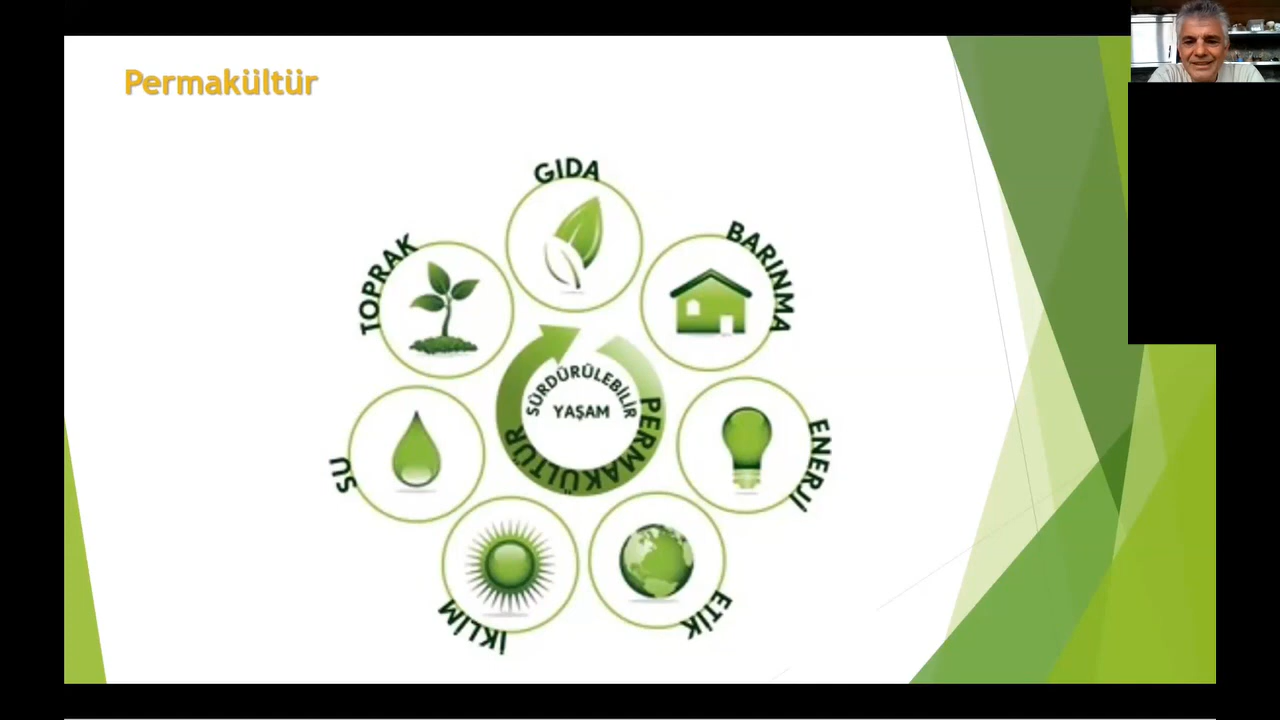 Permakültür
GIDA
BARINMA
ENERJİ
ETİK
İKLİM
SU
TOPRAK
SÜRDÜRÜLEBİLİR
YAŞAM
PERMAKÜLTÜR